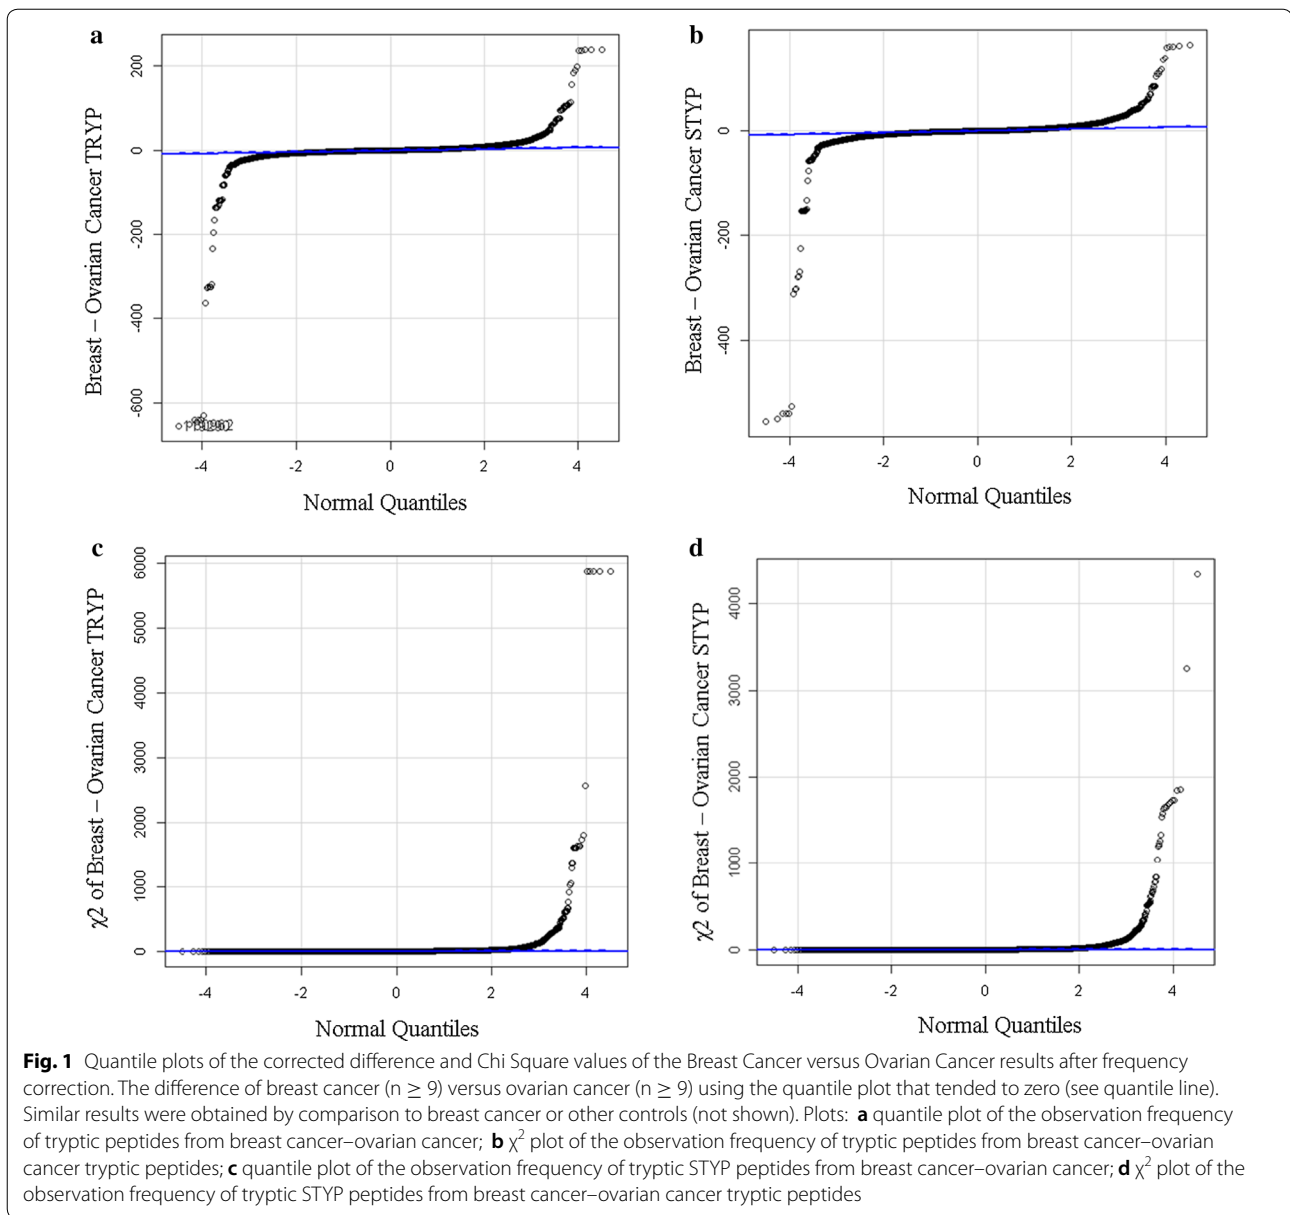 a
Breast – Ovarian Cancer TRYP
200
0
-200
-400
-600
-4 -2 0 2 4
Normal Quantiles
b
Breast – Ovarian Cancer STYP
0
-200
-400
-4 -2 0 2 4
Normal Quantiles
c
χ2 of Breast – Ovarian Cancer TRYP
6000
5000
4000
3000
2000
1000
0
-4 -2 0 2 4
Normal Quantiles
d
χ2 of Breast – Ovarian Cancer STYP
4000
3000
2000
1000
0
-4 -2 0 2 4
Normal Quantiles
Fig. 1 Quantile plots of the corrected difference and Chi Square values of the Breast Cancer versus Ovarian Cancer results after frequency
correction. The difference of breast cancer (n ≥ 9) versus ovarian cancer (n ≥ 9) using the quantile plot that tended to zero (see quantile line).
Similar results were obtained by comparison to breast cancer or other controls (not shown). Plots: a quantile plot of the observation frequency
of tryptic peptides from breast cancer–ovarian cancer; b χ² plot of the observation frequency of tryptic peptides from breast cancer–ovarian
cancer tryptic peptides; c quantile plot of the observation frequency of tryptic STYP peptides from breast cancer–ovarian cancer; d χ² plot of the
observation frequency of tryptic STYP peptides from breast cancer–ovarian cancer tryptic peptides